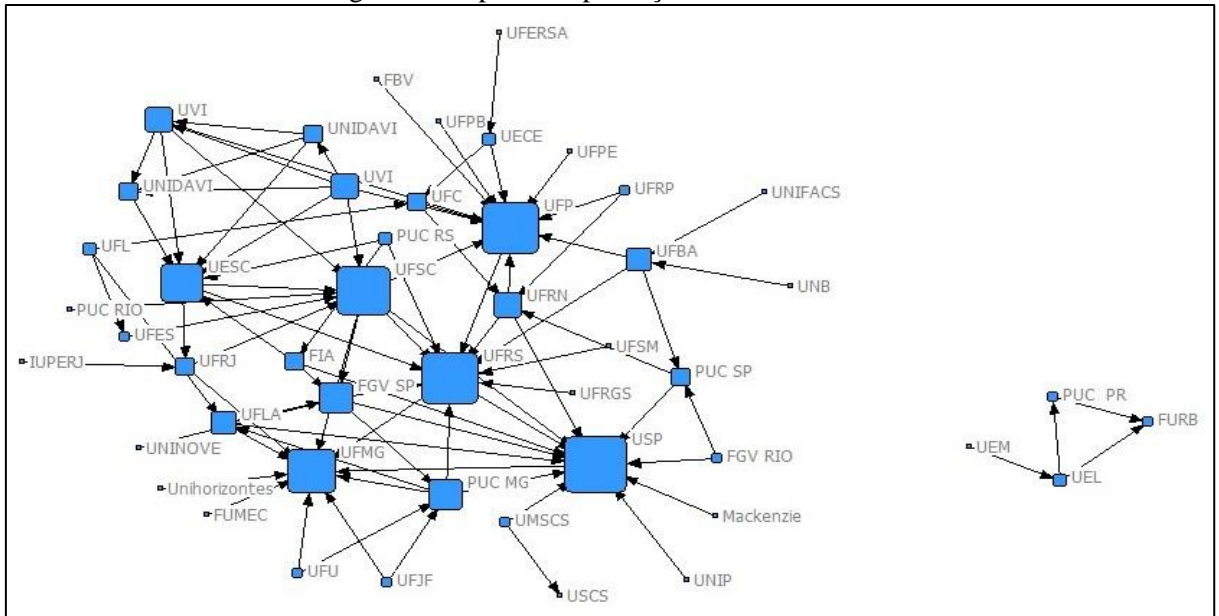 UFERSA
FBV
UVI
UFPB
UNIDAVI
UECE
UFPE
UNIDAVI
UVI
UFC
UFP
UFRP
UNIFACS
UFL
PUC RS
UFBA
UESC
UFSC
UNB
PUC RIO
UFRN
UFES
UFRJ
FIA
UFRS
UFSM
IUPERJ
FGV SP
UFRGS
PUC SP
PUC PR
FURB
UFLA
UNINOVE
UFMG
USP
FGV RIO
UEM
UEL
Unihorizontes
PUC MG
FUMEC
UMSCS
Mackenzie
UFU
UFJF
USCS
UNIP